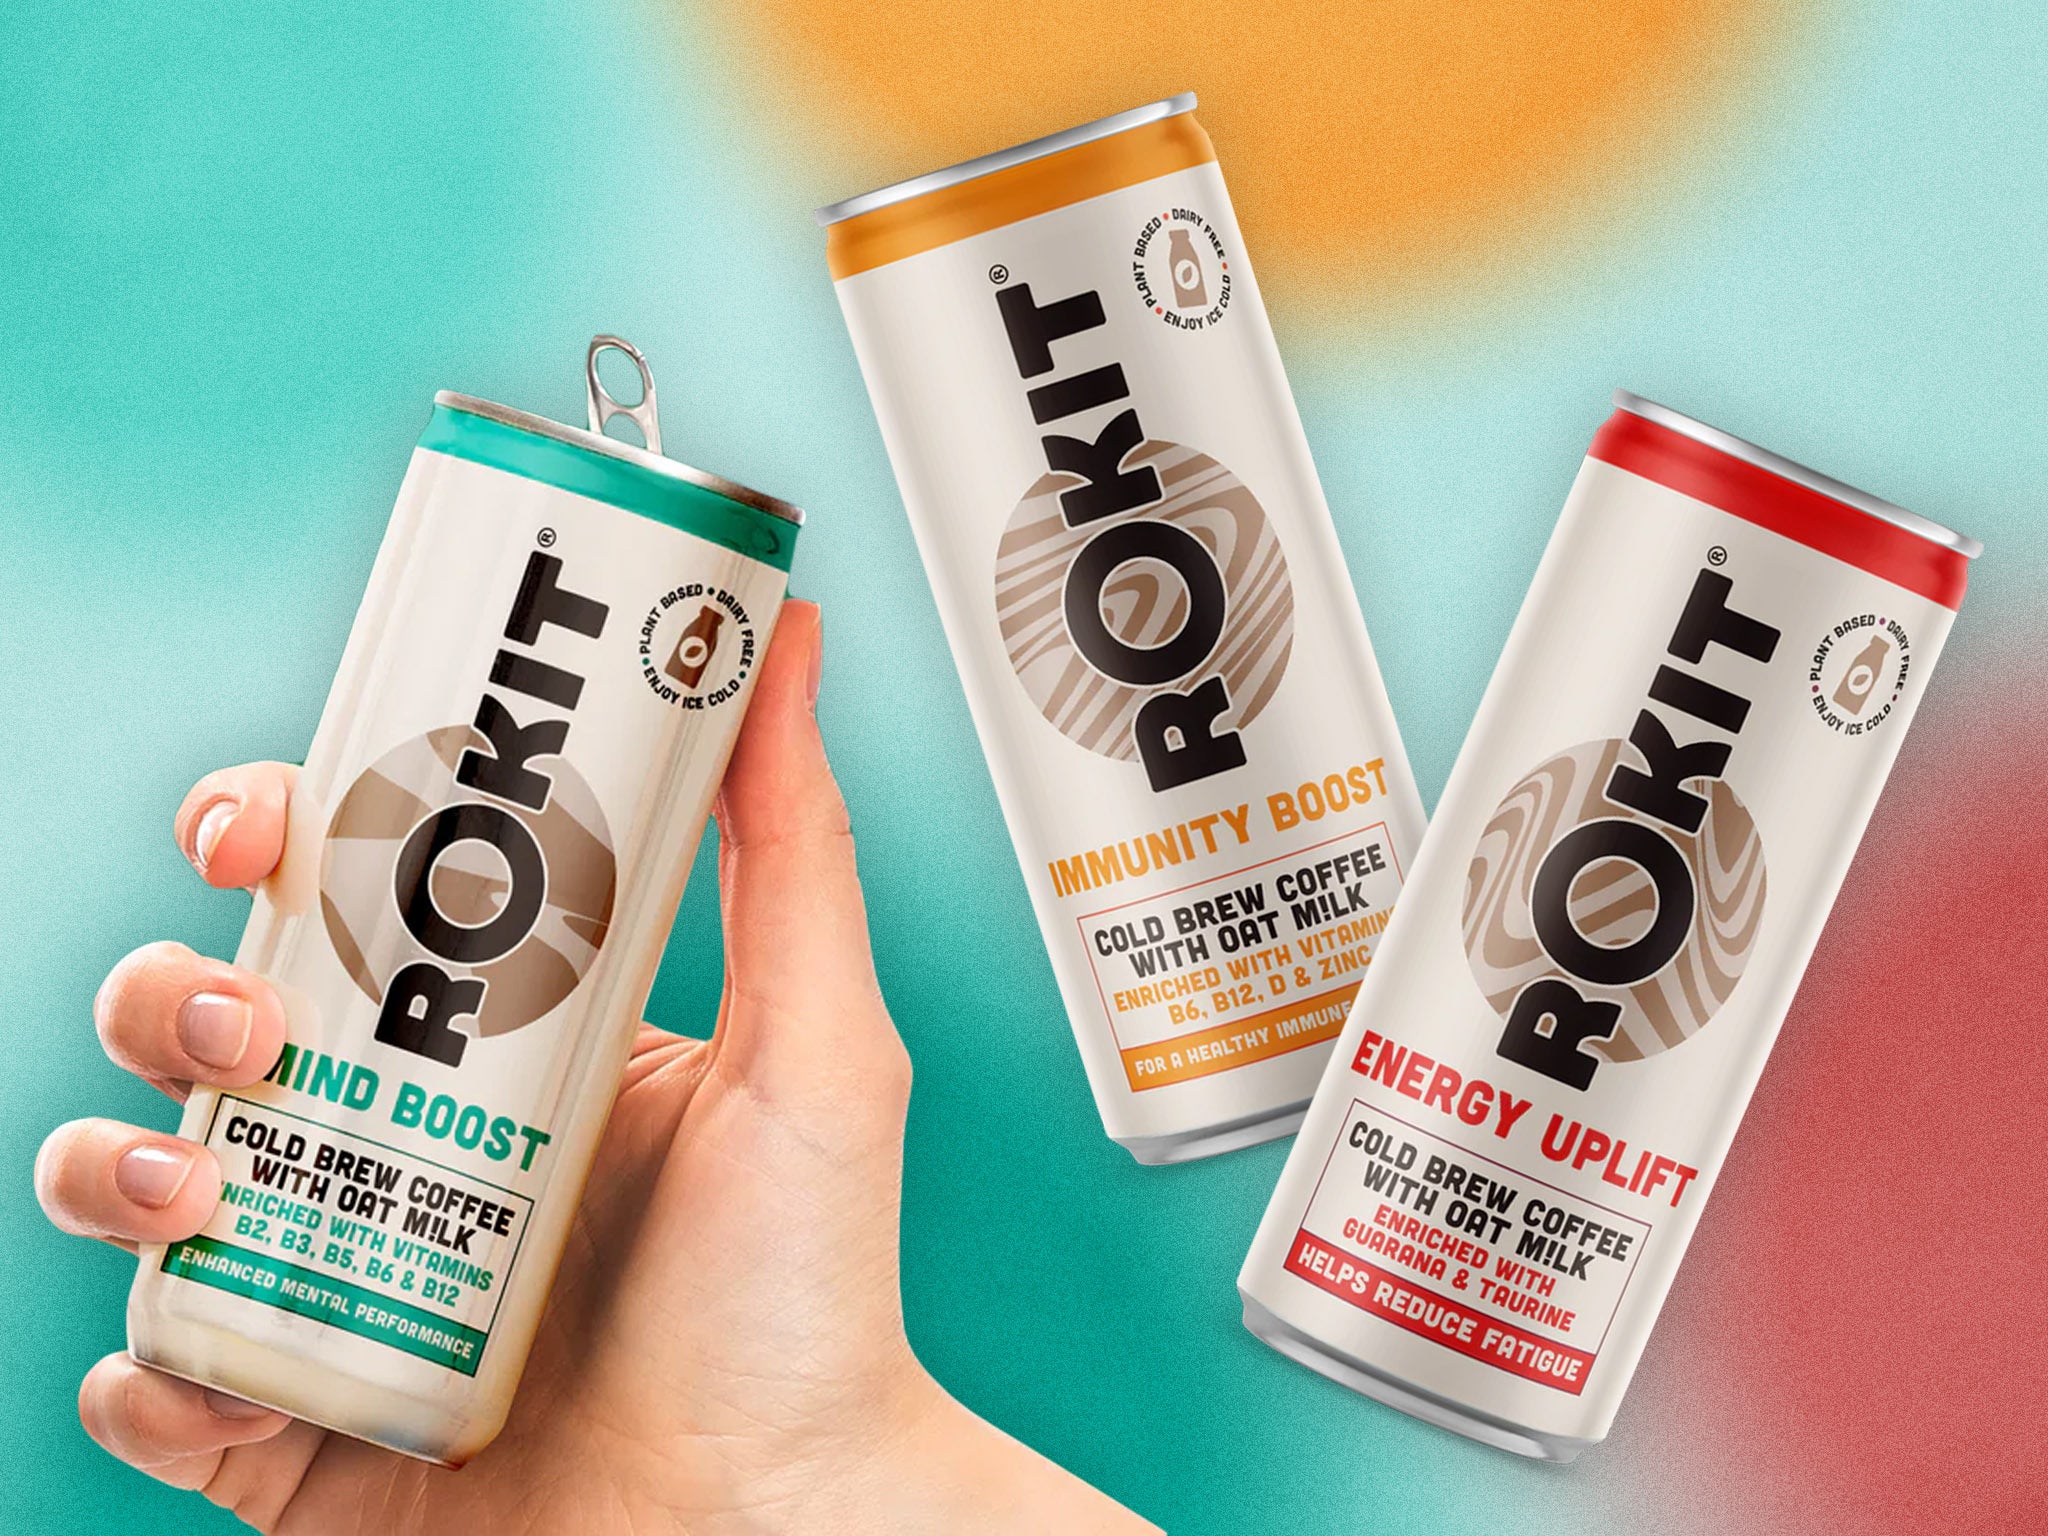 ROKIT®
PLANT BASED • DAIRY FREE • ENJOY ICE COLD •
MIND BOOST
COLD BREW COFFEE
WITH OAT M!LK
ENRICHED WITH VITAMINS
B2, B3, B5, B6 & B12
ENHANCED MENTAL PERFORMANCE
ROKIT®
PLANT BASED • DAIRY FREE • ENJOY ICE COLD •
IMMUNITY BOOST
COLD BREW COFFEE
WITH OAT M!LK
ENRICHED WITH VITAMINS
B6, B12, D & ZINC
FOR A HEALTHY IMMUNE
ROKIT®
PLANT BASED • DAIRY FREE • ENJOY ICE COLD •
ENERGY UPLIFT
COLD BREW COFFEE
WITH OAT M!LK
ENRICHED WITH
GUARANA & TAURINE
HELPS REDUCE FATIGUE